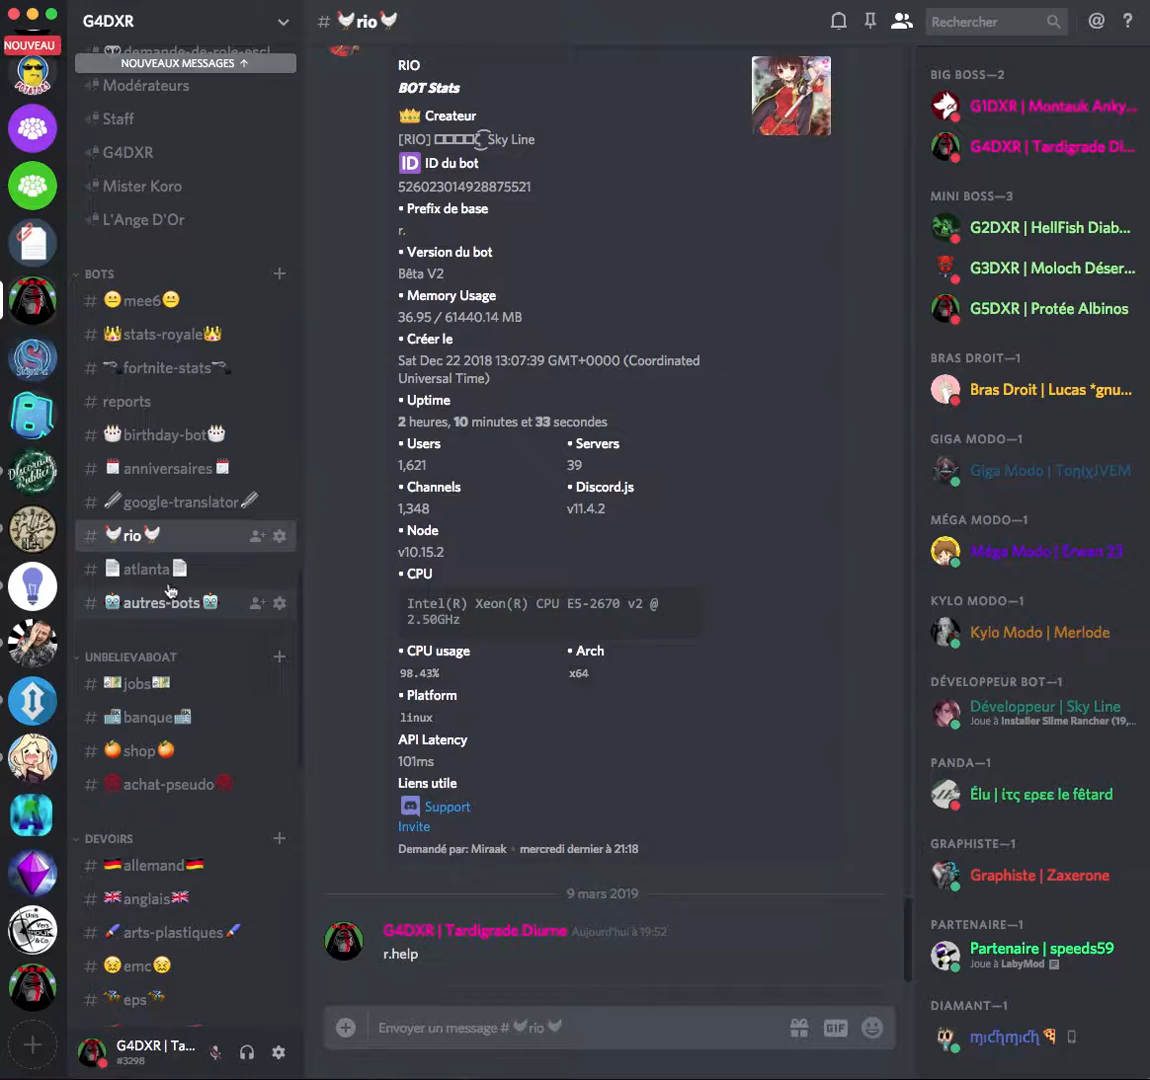 NOUVEAU
G4DXR
demande-de-role-escl
NOUVEAUX MESSAGES ↑
Modérateurs
Staff
G4DXR
Mister Koro
L'Ange D'Or
BOTS
# 😐mee6😐
# 👑stats-royale👑
# 🔫fortnite-stats🔫
reports
# 🎂birthday-bot🎂
# 🗓anniversaires🗓
# 🖊google-translator🖊
# 🐓rio🐓
# 📄atlanta📄
# 🤖autres-bots🤖
UNBELIEVABOAT
# 💵jobs💵
# 🏧banque🏧
# 🍊shop🍊
# achat-pseudo
DEVOIRS
# 🇩🇪allemand🇩🇪
# 🇬🇧anglais🇬🇧
# 🖌arts-plastiques🖌
# 😖emc😖
# eps
G4DXR | Ta...
#3298
# 🐓rio🐓
Rechercher
RIO
BOT Stats
👑 Createur
[RIO] □□□□ Sky Line
🆔 ID du bot
526023014928875521
▪ Prefix de base
r.
▪ Version du bot
Bêta V2
▪ Memory Usage
36.95 / 61440.14 MB
▪ Créer le
Sat Dec 22 2018 13:07:39 GMT+0000 (Coordinated
Universal Time)
▪ Uptime
2 heures, 10 minutes et 33 secondes
▪ Users ▪ Servers
1,621 39
▪ Channels ▪ Discord.js
1,348 v11.4.2
▪ Node
v10.15.2
▪ CPU
Intel(R) Xeon(R) CPU E5-2670 v2 @
2.50GHz
▪ CPU usage ▪ Arch
98.43% x64
▪ Platform
linux
API Latency
101ms
Liens utile
Support
Invite
Demandé par: Miraak • mercredi dernier à 21:18
9 mars 2019
G4DXR | Tardigrade Diurne Aujourd'hui à 19:52
r.help
Envoyer un message # 🐓rio🐓
GIF
BIG BOSS—2
G1DXR | Montauk Anky...
G4DXR | Tardigrade Di...
MINI BOSS—3
G2DXR | HellFish Diab...
G3DXR | Moloch Déser...
G5DXR | Protée Albinos
BRAS DROIT—1
Bras Droit | Lucas *gnu...
GIGA MODO—1
Giga Modo | ToηιχJVEM
MÉGA MODO—1
Méga Modo | Erwan 23
KYLO MODO—1
Kylo Modo | Merlode
DÉVELOPPEUR BOT—1
Développeur | Sky Line
Joue à Installer Slime Rancher (19,...
PANDA—1
Élu | ίτς ερεε le fêtard
GRAPHISTE—1
Graphiste | Zaxerone
PARTENAIRE—1
Partenaire | speeds59
Joue à LabyMod
DIAMANT—1